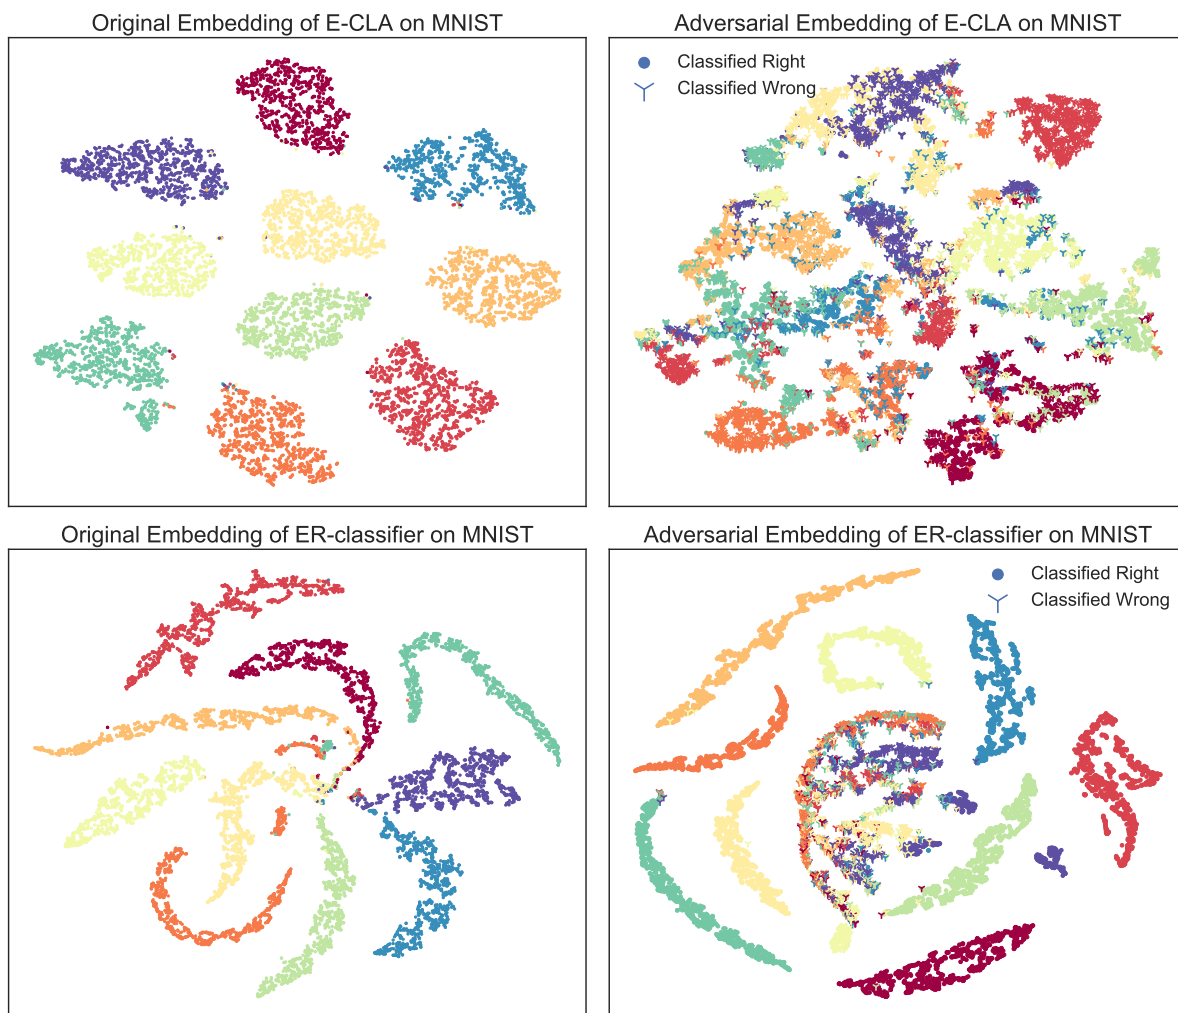 Original Embedding of E-CLA on MNIST
Adversarial Embedding of E-CLA on MNIST
Classified Right
Classified Wrong
Original Embedding of ER-classifier on MNIST
Adversarial Embedding of ER-classifier on MNIST
Classified Right
Classified Wrong